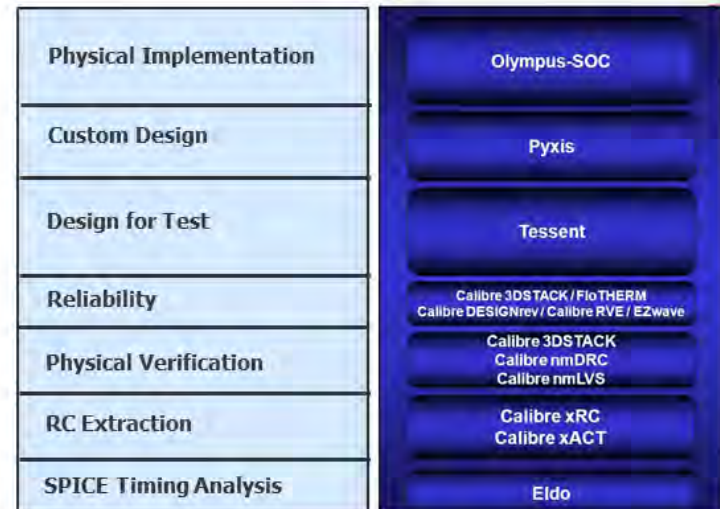 Physical Implementation
Olympus-SOC
Custom Design
Pyxis
Design for Test
Tessent
Reliability
Calibre 3DSTACK / FloTHERM
Calibre DESIGNrev / Calibre RVE / EZwave
Physical Verification
Calibre 3DSTACK
Calibre nmDRC
Calibre nmLVS
RC Extraction
Calibre xRC
Calibre xACT
SPICE Timing Analysis
Eldo